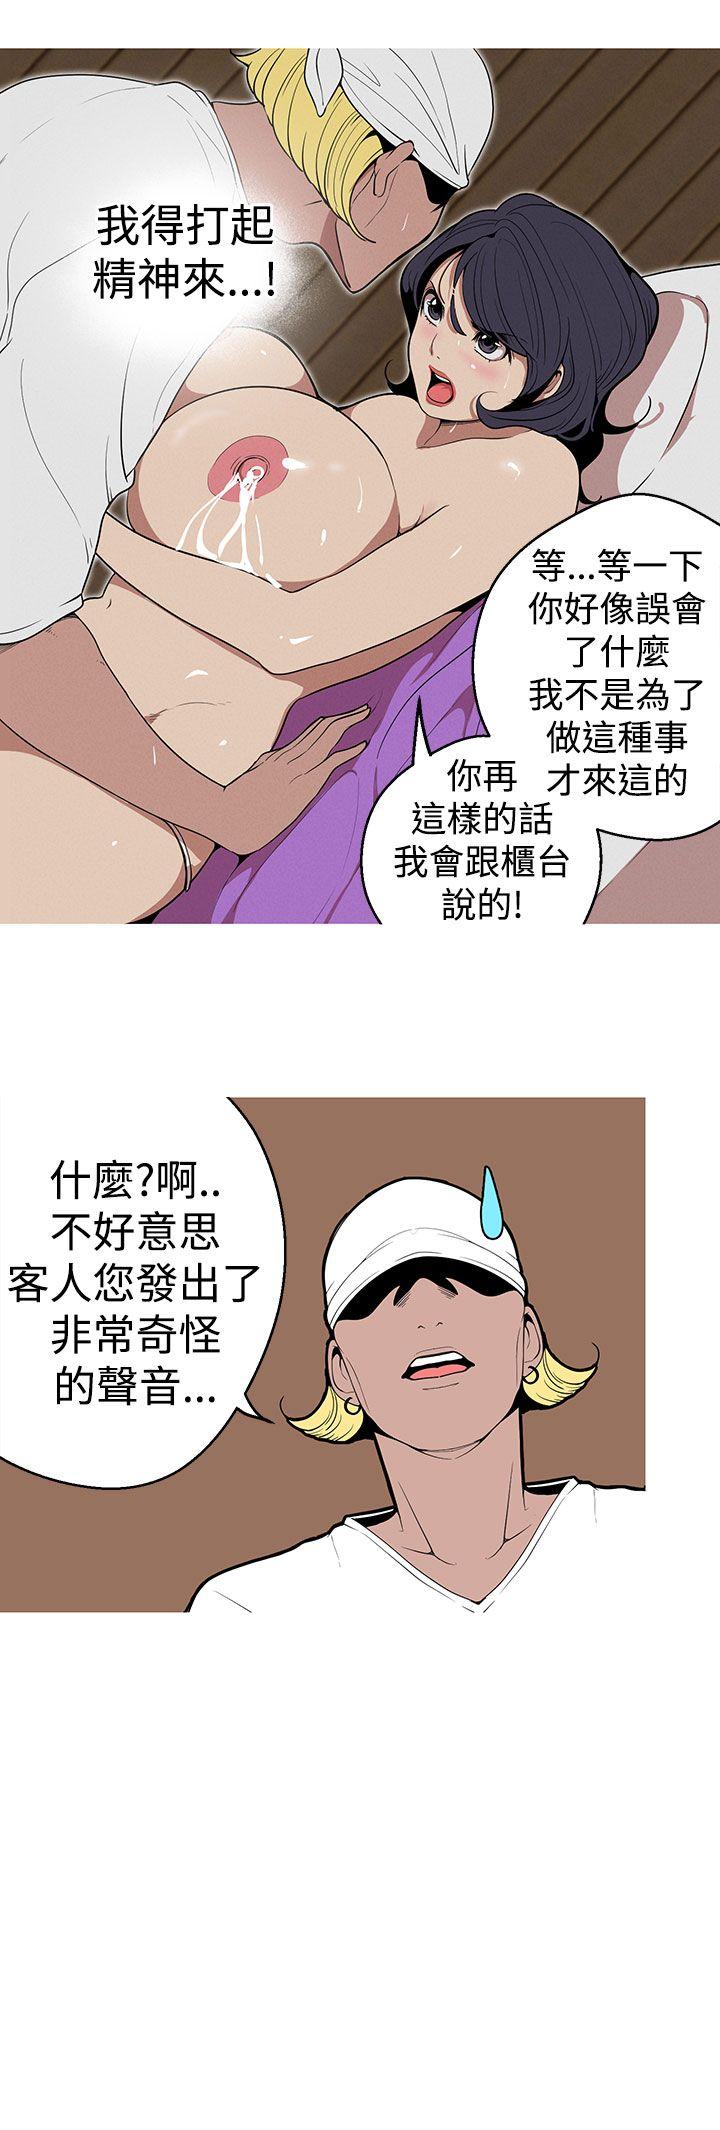 我得打起
精神來...!
等...等一下
你好像誤會
了什麼
我不是為了
做這種事
才來這的
你再
這樣的話
我會跟櫃台
說的!
什麼?啊..
不好意思
客人您發出了
非常奇怪
的聲音...